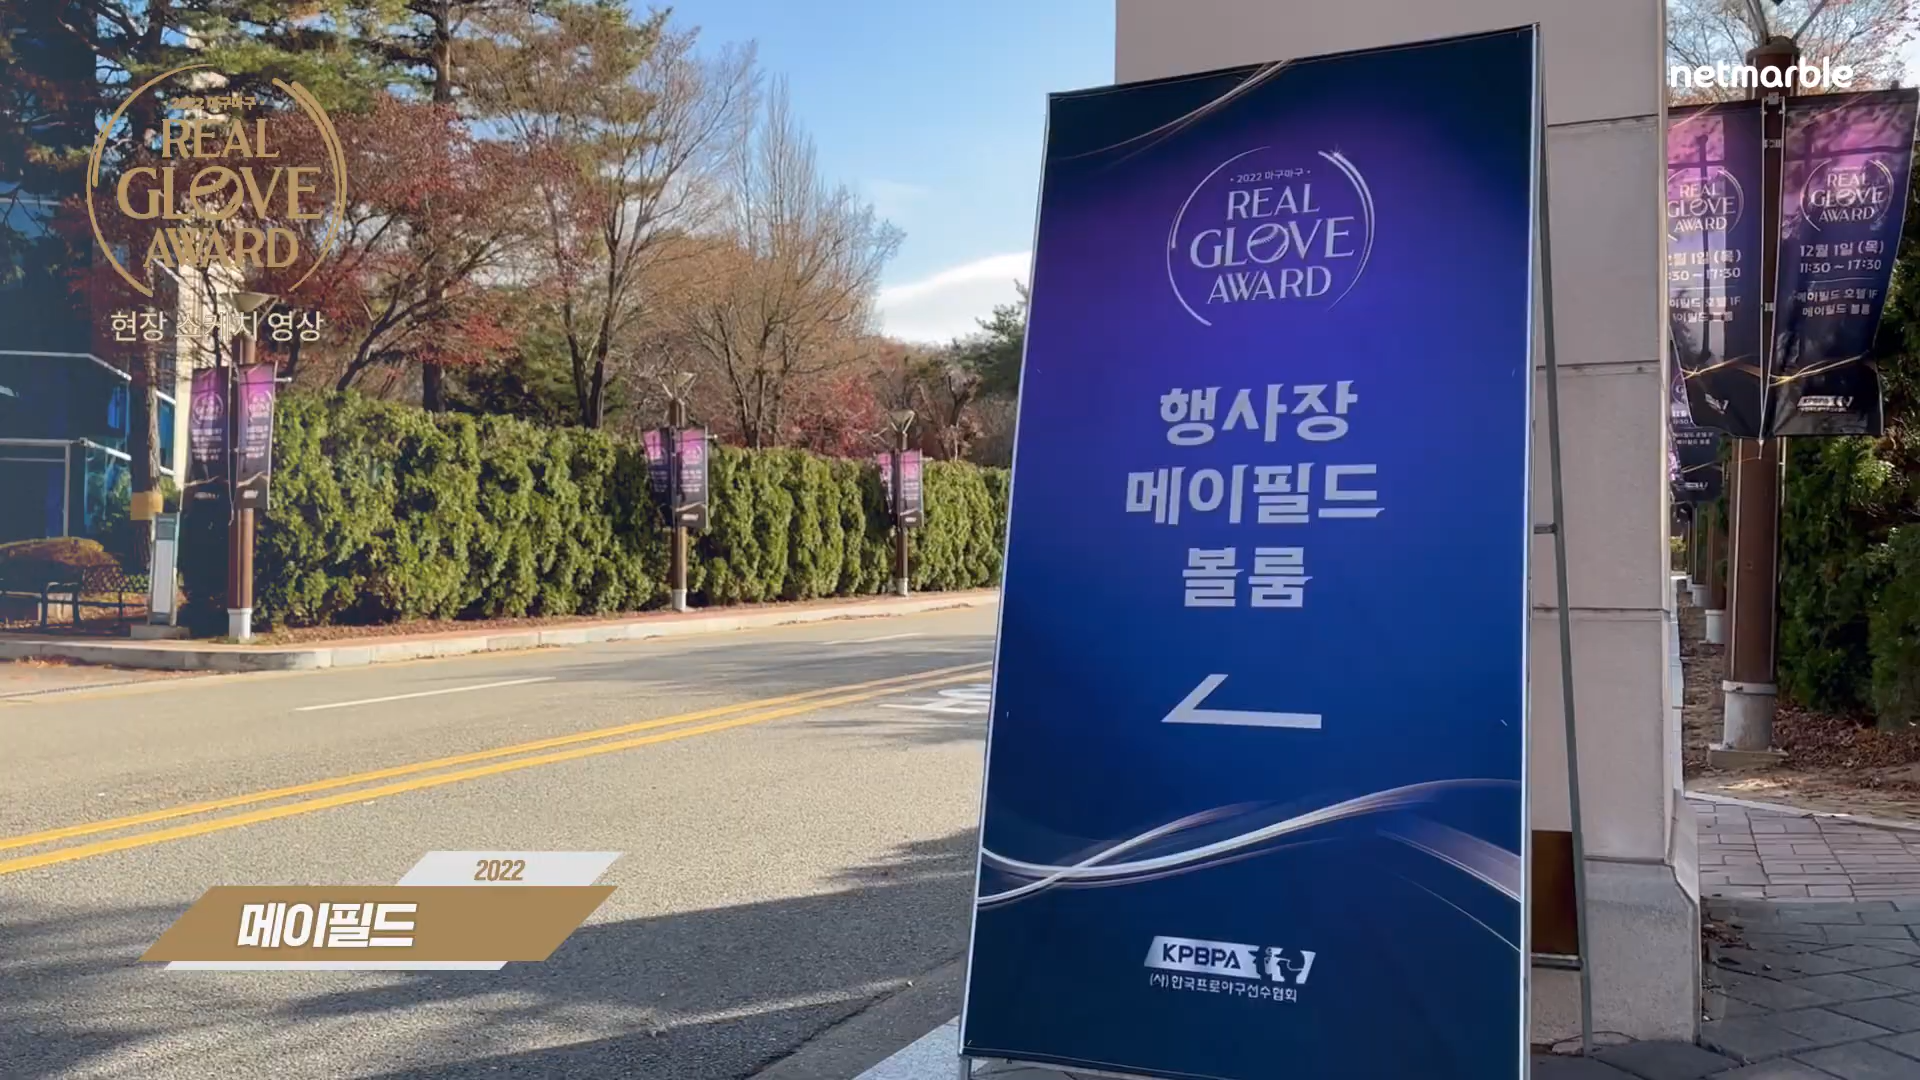 2022 마구마구
REAL
GLOVE
AWARD
현장 스케치 영상
netmarble
2022 마구마구
REAL
GLOVE
AWARD
행사장
메이필드
볼룸
KPBPA
(사)한국프로야구선수협회
REAL
GLOVE
AWARD
12월 1일 (목)
11:30 ~ 17:30
메이필드 호텔 1F
메이필드 볼룸
KPBPA
REAL
GLOVE
AWARD
2022
메이필드